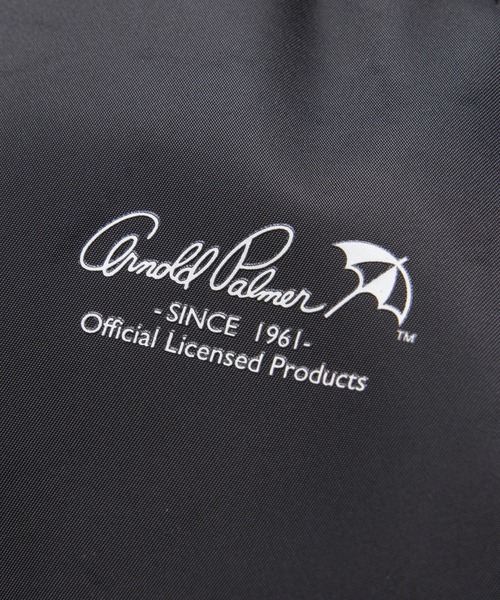 Arnold Palmer
- SINCE 1961-
Official Licensed Products
TM